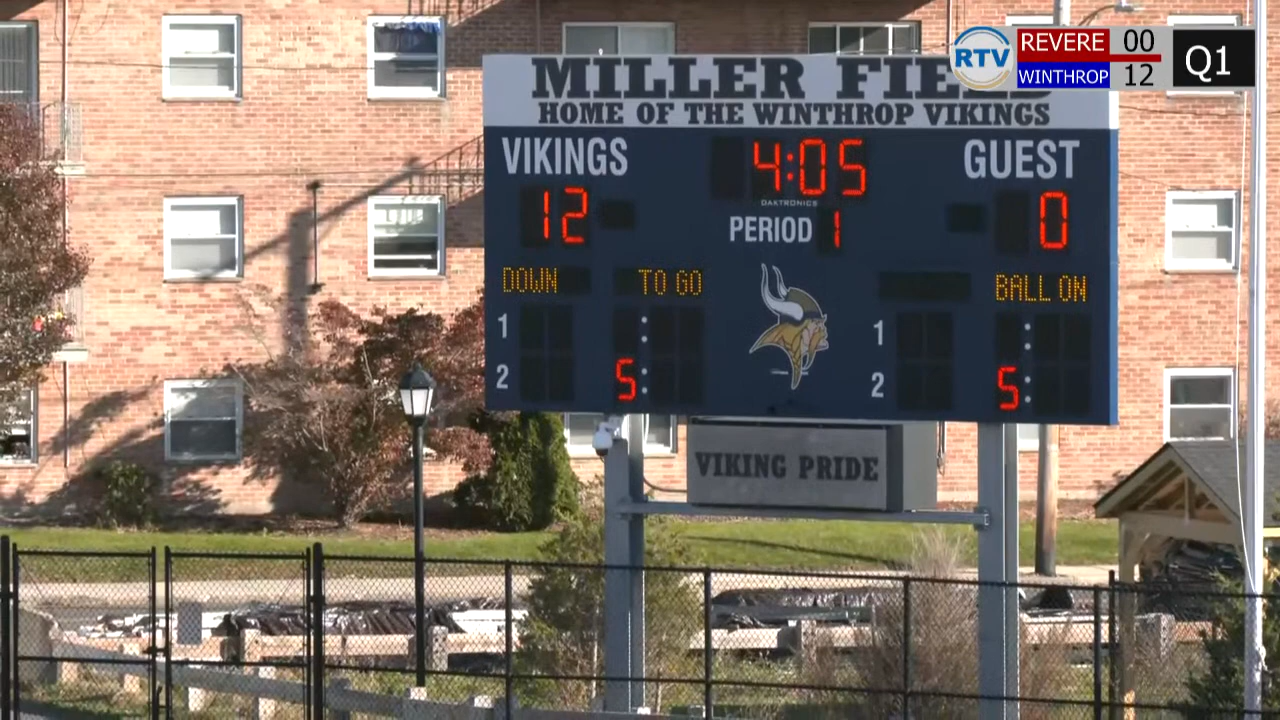 MILLER FIELD
HOME OF THE WINTHROP VIKINGS
RTV
REVERE 00
WINTHROP 12
Q1
VIKINGS 4:05 GUEST
DAKTRONICS
12 PERIOD 1 0
DOWN TO GO BALL ON
1 : 1 :
2 5: 2 5:
VIKING PRIDE